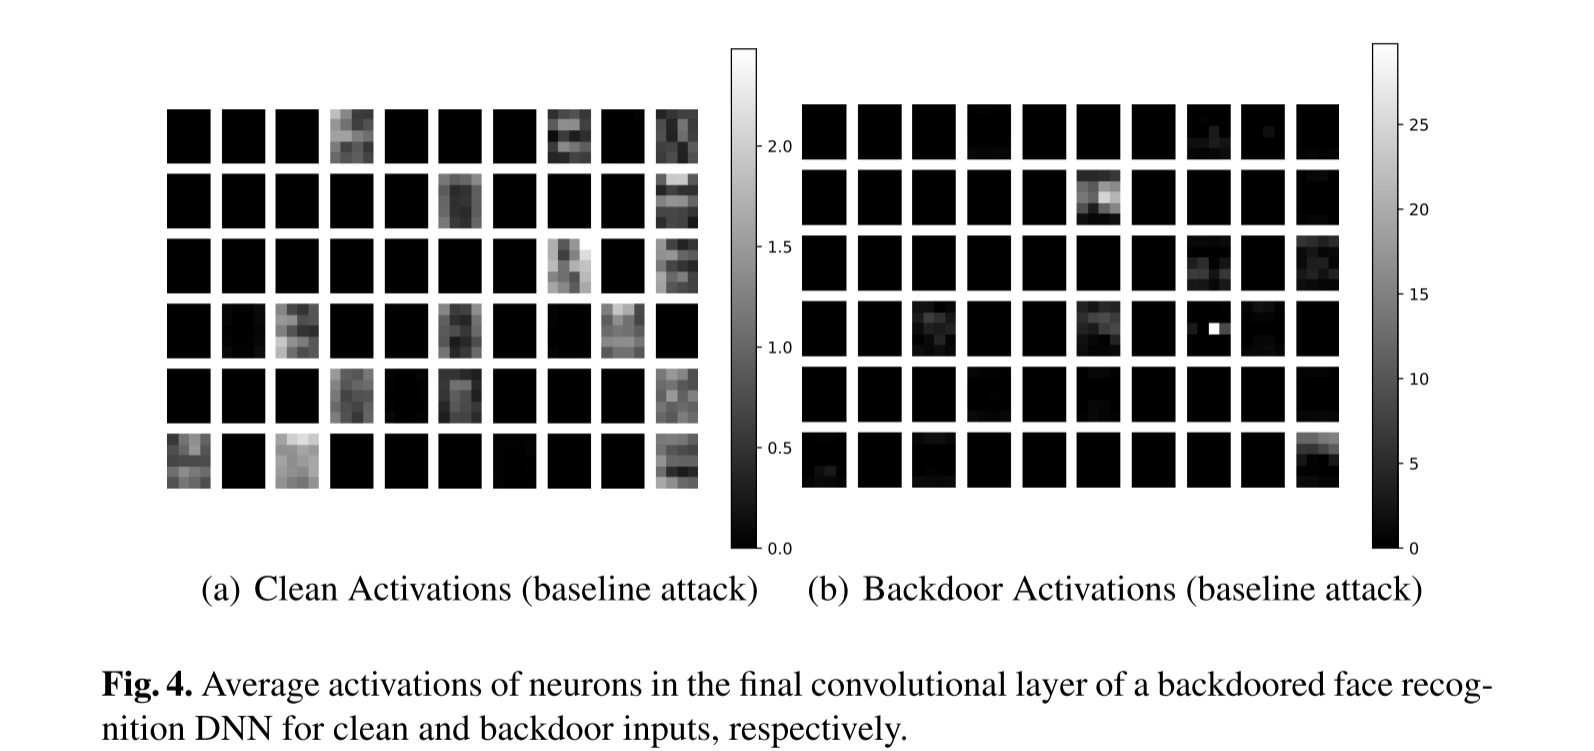 2.0
1.5
1.0
0.5
0.0
25
20
15
10
5
0
(a) Clean Activations (baseline attack)
(b) Backdoor Activations (baseline attack)
Fig. 4. Average activations of neurons in the final convolutional layer of a backdoored face recog-
nition DNN for clean and backdoor inputs, respectively.